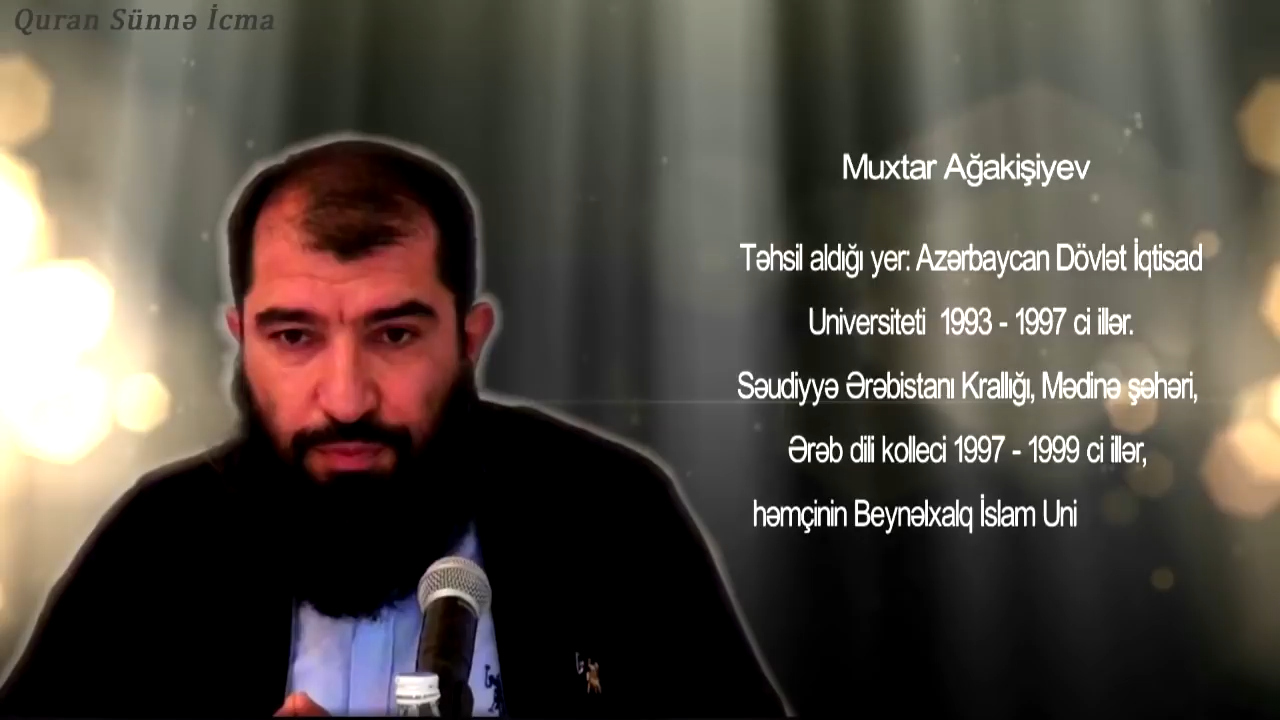 Quran Sünnə İcma
Muxtar Ağakişiyev
Təhsil aldığı yer: Azərbaycan Dövlət İqtisad
Universiteti 1993 - 1997 ci illər.
Səudiyyə Ərəbistanı Krallığı, Mədinə şəhəri,
Ərəb dili kolleci 1997 - 1999 ci illər,
həmçinin Beynəlxalq İslam Uni